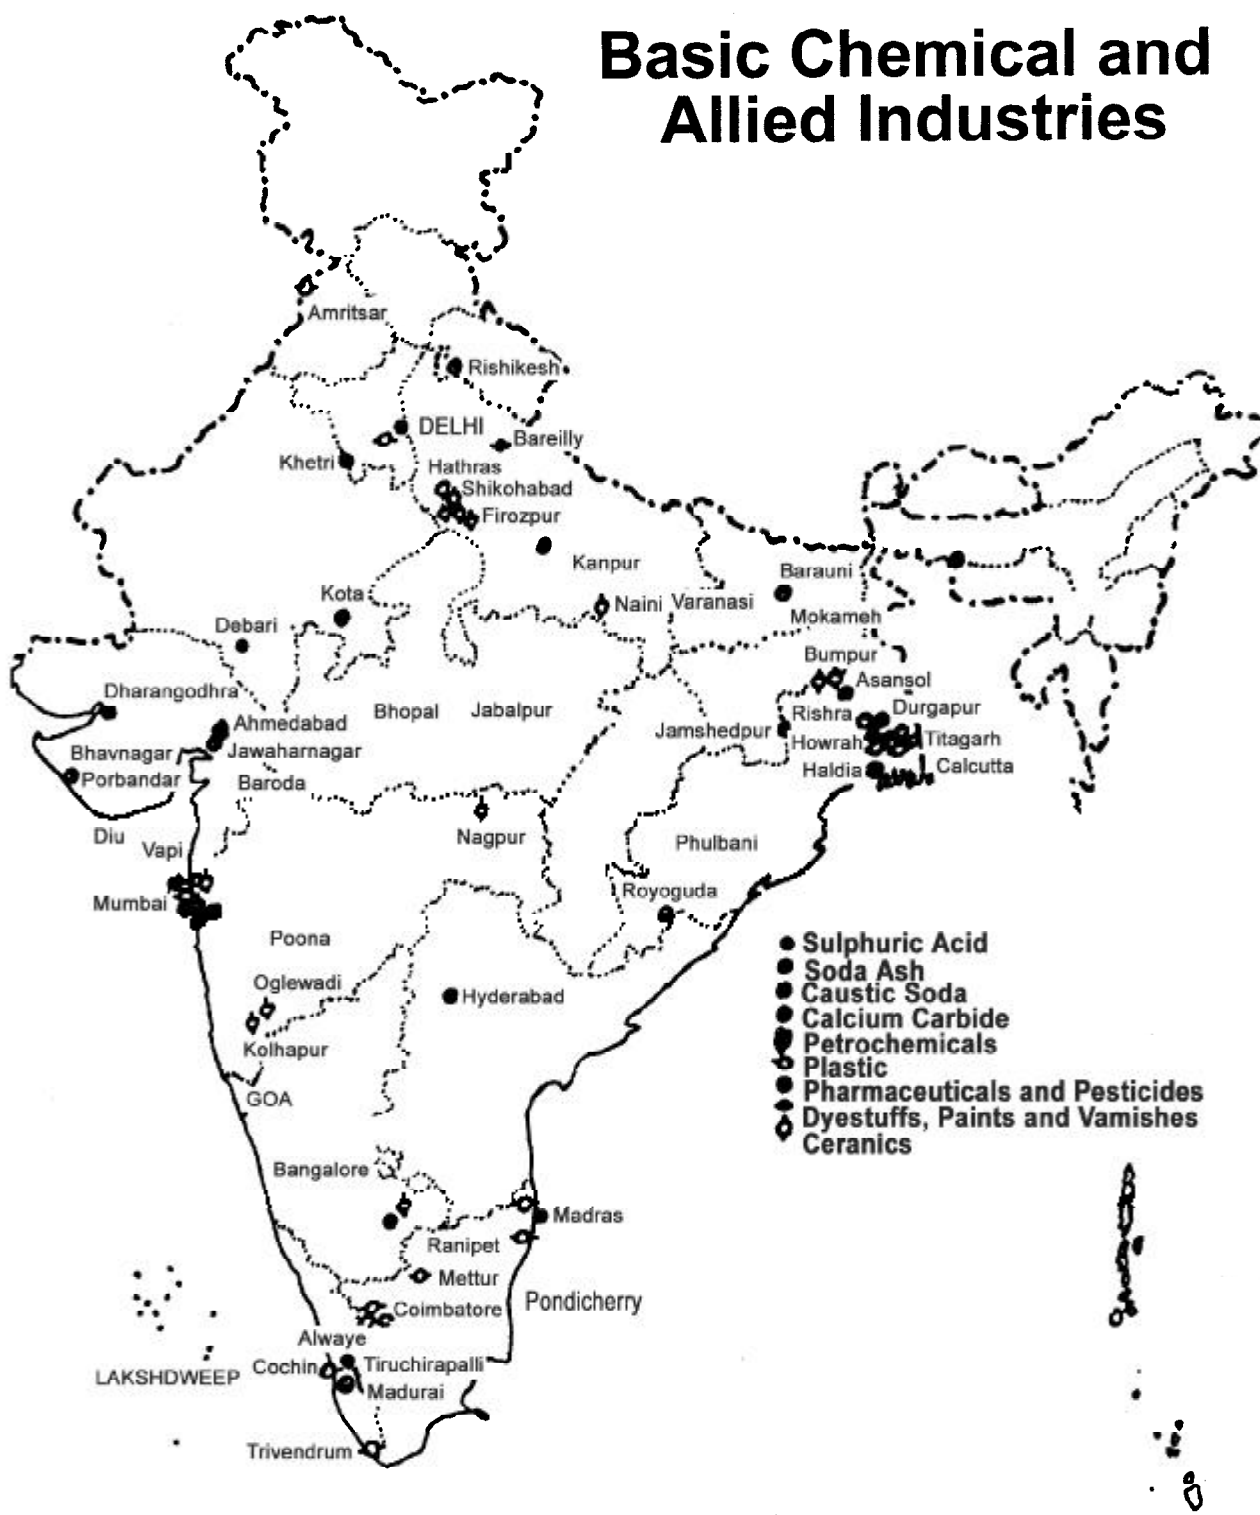 Basic Chemical and
Allied Industries
Amritsar
Rishikesh
DELHI
Bareilly
Khetri
Hathras
Shikohabad
Firozpur
Kanpur
Barauni
Kota
Naini
Varanasi
Mokameh
Debari
Bumpur
Asansol
Dharangodhra
Bhopal
Jabalpur
Rishra
Durgapur
Ahmedabad
Jamshedpur
Howrah
Titagarh
Bhavnagar
Jawaharnagar
Haldia
Calcutta
Porbandar
Baroda
Diu
Vapi
Nagpur
Phulbani
Royoguda
Mumbai
Poona
Oglewadi
Hyderabad
Kolhapur
GOA
Sulphuric Acid
Soda Ash
Caustic Soda
Calcium Carbide
Petrochemicals
Plastic
Pharmaceuticals and Pesticides
Dyestuffs, Paints and Vamishes
Ceranics
Bangalore
Madras
Ranipet
Mettur
Pondicherry
Coimbatore
Alwaye
Cochin
Tiruchirapalli
LAKSHDWEEP
Madurai
Trivendrum